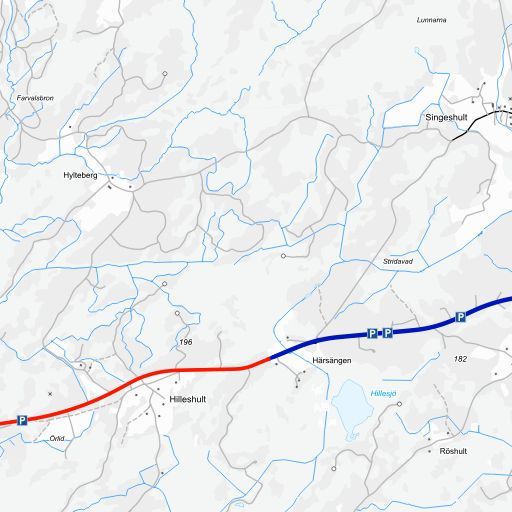 Lunnarna
Farvalsbron
Singeshult
Hylteberg
Stridavad
P
P P
196
Härsängen
182
Hillesjö
Hilleshult
P
Örlid
Röshult